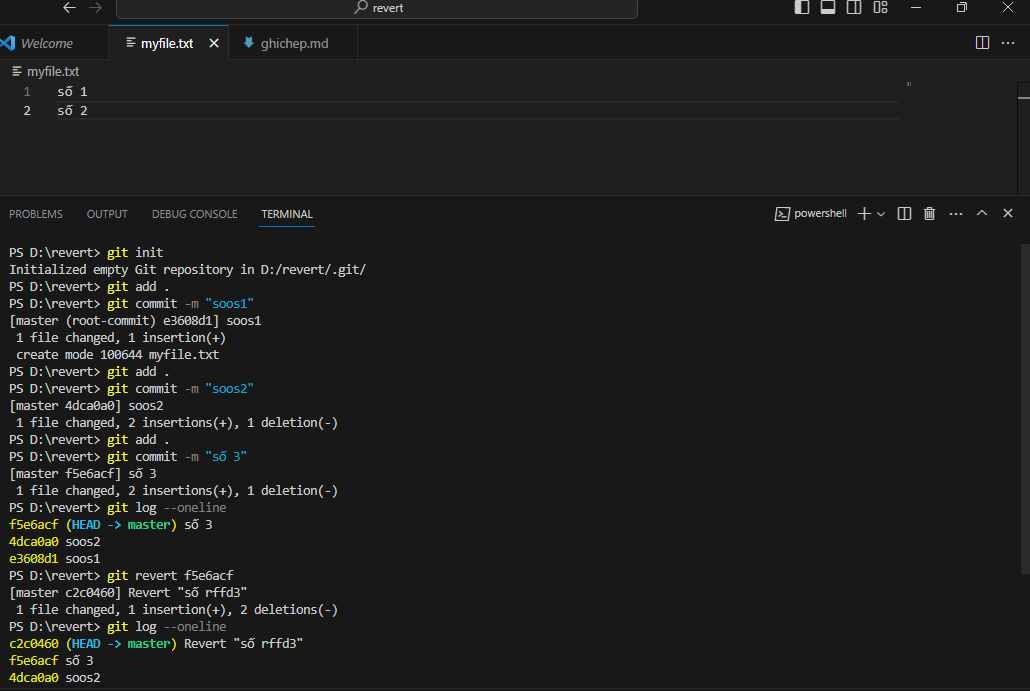 revert
Welcome
myfile.txt
ghichep.md
myfile.txt
1 số 1
2 số 2
PROBLEMS OUTPUT DEBUG CONSOLE TERMINAL
powershell
PS D:\revert> git init
Initialized empty Git repository in D:/revert/.git/
PS D:\revert> git add .
PS D:\revert> git commit -m "soos1"
[master (root-commit) e3608d1] soos1
 1 file changed, 1 insertion(+)
 create mode 100644 myfile.txt
PS D:\revert> git add .
PS D:\revert> git commit -m "soos2"
[master 4dca0a0] soos2
 1 file changed, 2 insertions(+), 1 deletion(-)
PS D:\revert> git add .
PS D:\revert> git commit -m "số 3"
[master f5e6acf] số 3
 1 file changed, 2 insertions(+), 1 deletion(-)
PS D:\revert> git log --oneline
f5e6acf (HEAD -> master) số 3
4dca0a0 soos2
e3608d1 soos1
PS D:\revert> git revert f5e6acf
[master c2c0460] Revert "số rffd3"
 1 file changed, 1 insertion(+), 2 deletions(-)
PS D:\revert> git log --oneline
c2c0460 (HEAD -> master) Revert "số rffd3"
f5e6acf số 3
4dca0a0 soos2